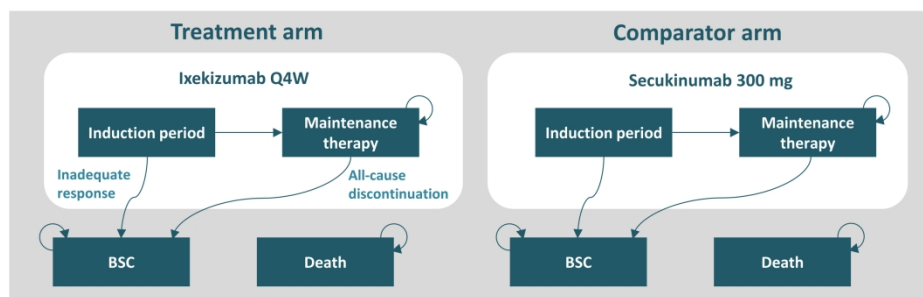 Treatment arm
Ixekizumab Q4W
Induction period
Maintenance
therapy
Inadequate
response
All-cause
discontinuation
BSC
Death
Comparator arm
Secukinumab 300 mg
Induction period
Maintenance
therapy
BSC
Death